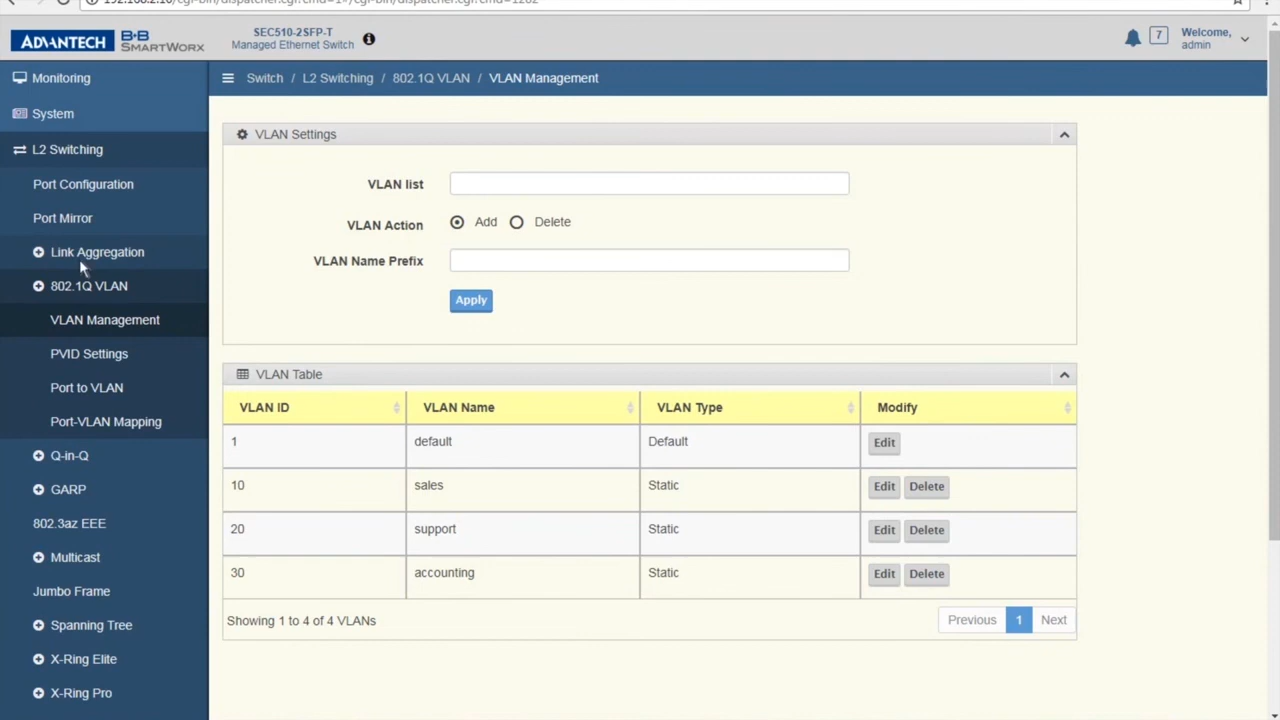 ADVANTECH B+B SMARTWORX
SEC510-2SFP-T
Managed Ethernet Switch
7
Welcome,
admin
Monitoring
System
L2 Switching
Port Configuration
Port Mirror
Link Aggregation
802.1Q VLAN
VLAN Management
PVID Settings
Port to VLAN
Port-VLAN Mapping
Q-in-Q
GARP
802.3az EEE
Multicast
Jumbo Frame
Spanning Tree
X-Ring Elite
X-Ring Pro
Switch / L2 Switching / 802.1Q VLAN / VLAN Management
VLAN Settings
VLAN list
VLAN Action Add Delete
VLAN Name Prefix
Apply
VLAN Table
VLAN ID VLAN Name VLAN Type Modify
1 default Default Edit
10 sales Static Edit Delete
20 support Static Edit Delete
30 accounting Static Edit Delete
Showing 1 to 4 of 4 VLANs
Previous 1 Next